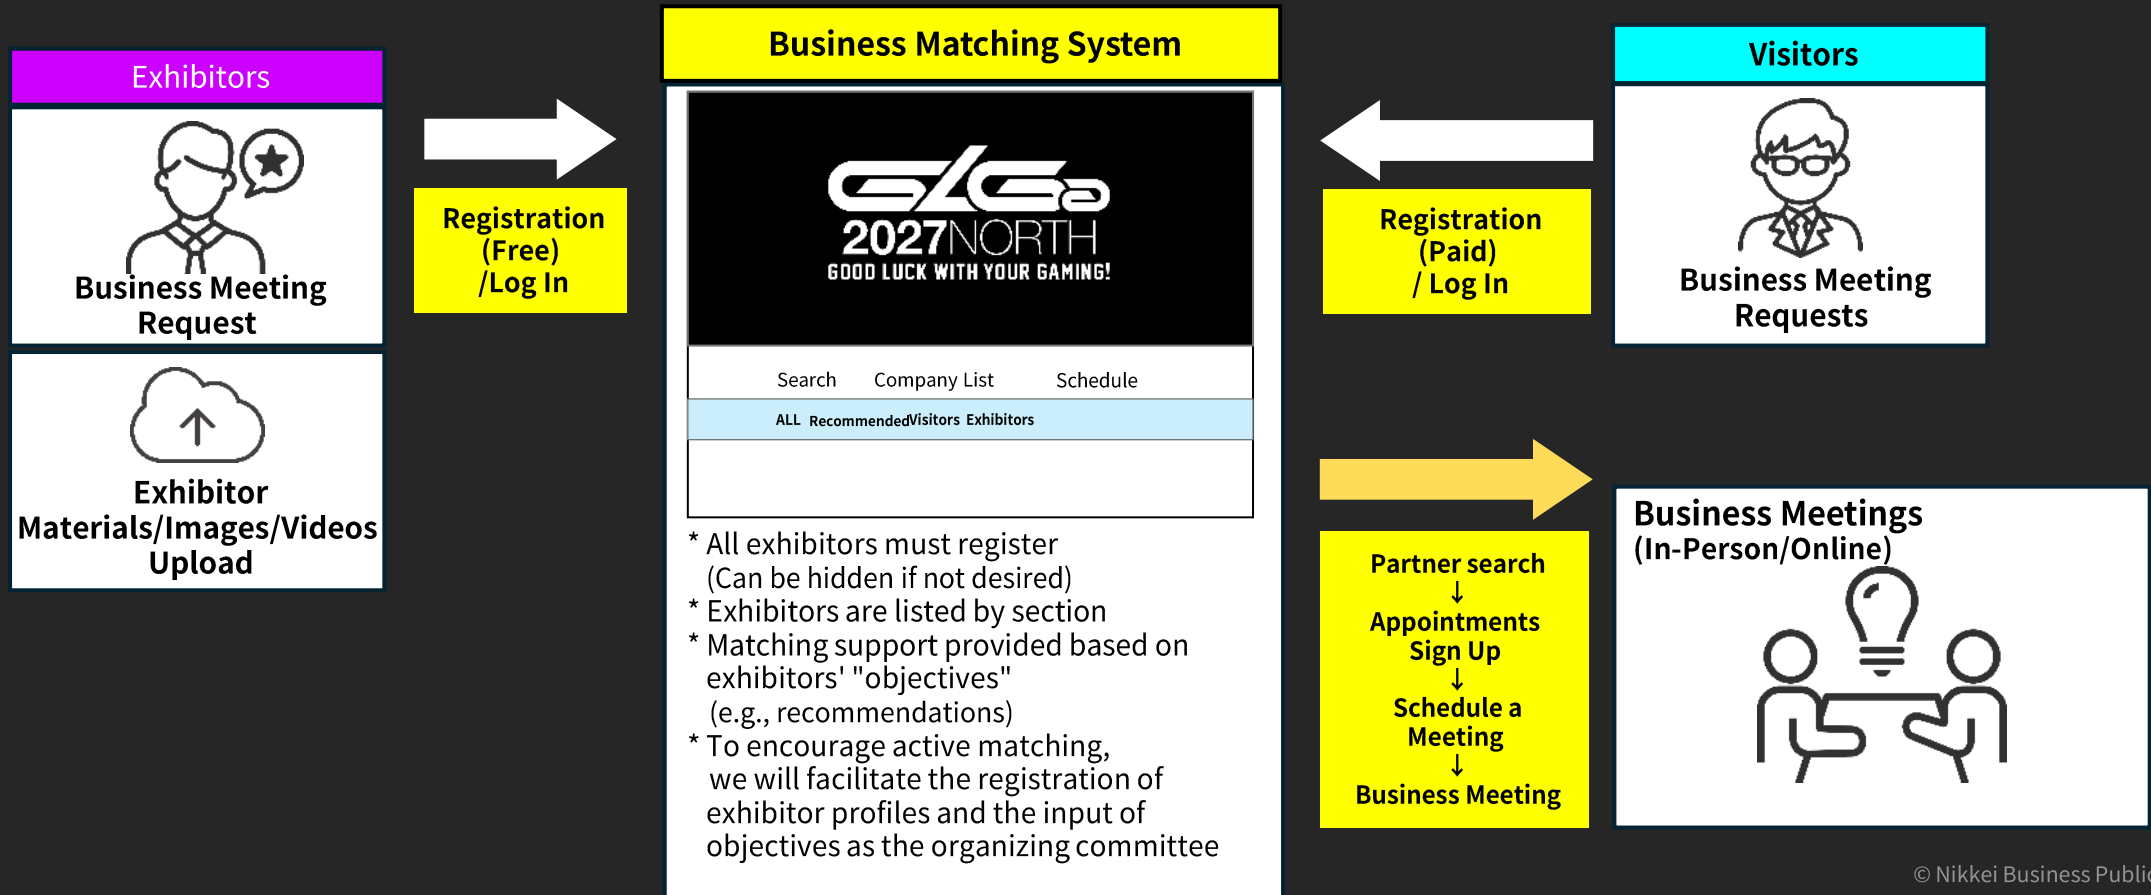 Business Matching System
Exhibitors
Business Meeting
Request
Exhibitor
Materials/Images/Videos
Upload
Registration
(Free)
/Log In
2027NORTH
GOOD LUCK WITH YOUR GAMING!
Search Company List Schedule
ALL Recommended Visitors Exhibitors
* All exhibitors must register
(Can be hidden if not desired)
* Exhibitors are listed by section
* Matching support provided based on
exhibitors' "objectives"
(e.g., recommendations)
* To encourage active matching,
we will facilitate the registration of
exhibitor profiles and the input of
objectives as the organizing committee
Visitors
Business Meeting
Requests
Registration
(Paid)
/ Log In
Partner search
↓
Appointments
Sign Up
↓
Schedule a
Meeting
↓
Business Meeting
Business Meetings
(In-Person/Online)
© Nikkei Business Public